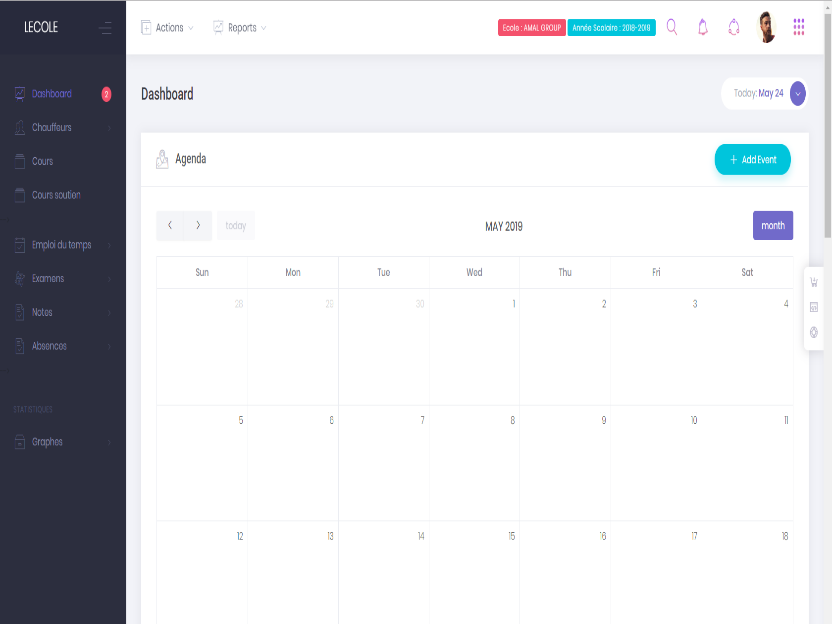 LECOLE
Actions
Reports
Ecole : AMAL GROUP
Année Scolaire : 2018-2019
Dashboard
2
Chauffeurs
Cours
Cours soutien
Emploi du temps
Examens
Notes
Absences
STATISTIQUES
Graphes
Dashboard
Today: May 24
Agenda
+ Add Event
today
MAY 2019
month
Sun Mon Tue Wed Thu Fri Sat
28 29 30 1 2 3 4
5 6 7 8 9 10 11
12 13 14 15 16 17 18